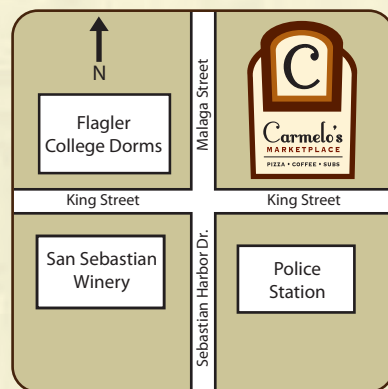 N
Flagler
College Dorms
Malaga Street
C
Carmelo's
MARKETPLACE
PIZZA • COFFEE • SUBS
King Street
King Street
San Sebastian
Winery
Sebastian Harbor Dr.
Police
Station